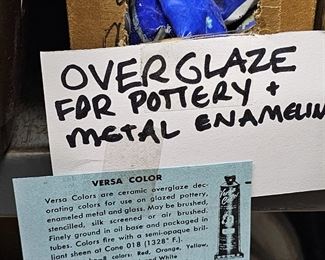 OVERGLAZE
FOR POTTERY +
METAL ENAMELIN
VERSA COLOR
Versa Colors are ceramic overglaze dec-
orating colors for use on glazed pottery,
enameled metal and glass. May be brushed,
stencilled, silk screened or air brushed.
Finely ground in oil base and packed in
tubes. Colors fire with a semi-opaque bril-
liant sheen at Cone 018 (1328° F.).
colors: Red, Orange, Yellow,
and White